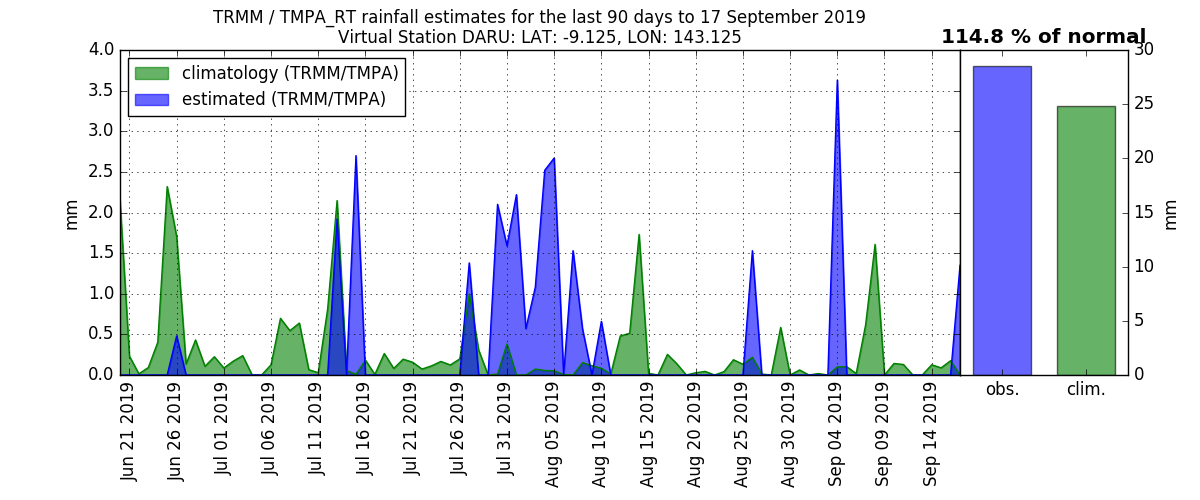 TRMM / TMPA_RT rainfall estimates for the last 90 days to 17 September 2019
Virtual Station DARU: LAT: -9.125, LON: 143.125
114.8 % of normal
climatology (TRMM/TMPA)
estimated (TRMM/TMPA)
mm
4.0
3.5
3.0
2.5
2.0
1.5
1.0
0.5
0.0
Jun 21 2019
Jun 26 2019
Jul 01 2019
Jul 06 2019
Jul 11 2019
Jul 16 2019
Jul 21 2019
Jul 26 2019
Jul 31 2019
Aug 05 2019
Aug 10 2019
Aug 15 2019
Aug 20 2019
Aug 25 2019
Aug 30 2019
Sep 04 2019
Sep 09 2019
Sep 14 2019
obs.
clim.
30
25
20
15
10
5
0
mm